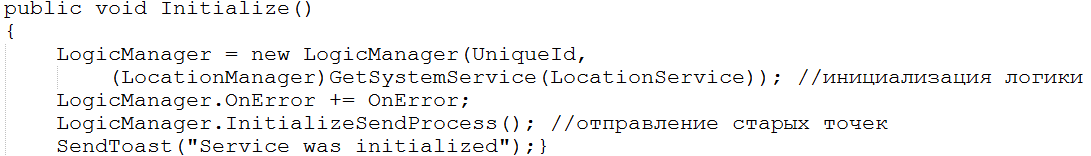 public void Initialize()
{
    LogicManager = new LogicManager(UniqueId,
        (LocationManager)GetSystemService(LocationService)); //инициализация логики
    LogicManager.OnError += OnError;
    LogicManager.InitializeSendProcess(); //отправление старых точек
    SendToast("Service was initialized");}